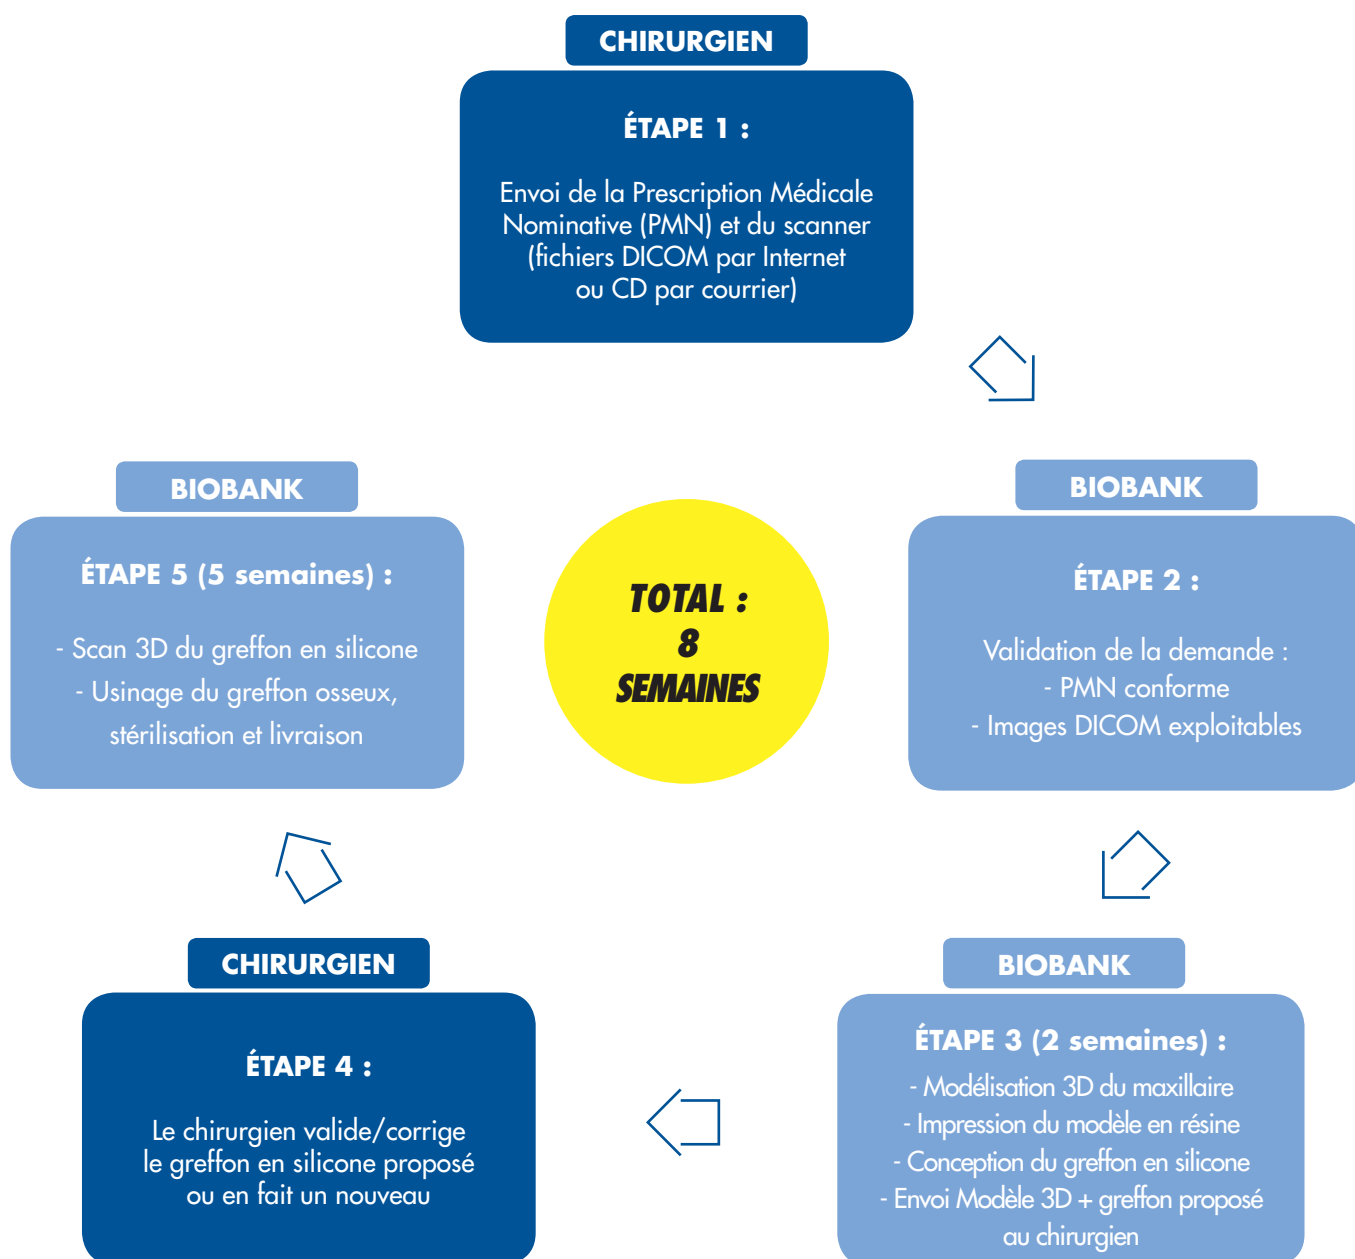 CHIRURGIEN
ÉTAPE 1 :
Envoi de la Prescription Médicale
Nominative (PMN) et du scanner
(fichiers DICOM par Internet
ou CD par courrier)
BIOBANK
ÉTAPE 2 :
Validation de la demande :
- PMN conforme
- Images DICOM exploitables
BIOBANK
ÉTAPE 3 (2 semaines) :
- Modélisation 3D du maxillaire
- Impression du modèle en résine
- Conception du greffon en silicone
- Envoi Modèle 3D + greffon proposé
au chirurgien
CHIRURGIEN
ÉTAPE 4 :
Le chirurgien valide/corrige
le greffon en silicone proposé
ou en fait un nouveau
BIOBANK
ÉTAPE 5 (5 semaines) :
- Scan 3D du greffon en silicone
- Usinage du greffon osseux,
stérilisation et livraison
TOTAL :
8
SEMAINES